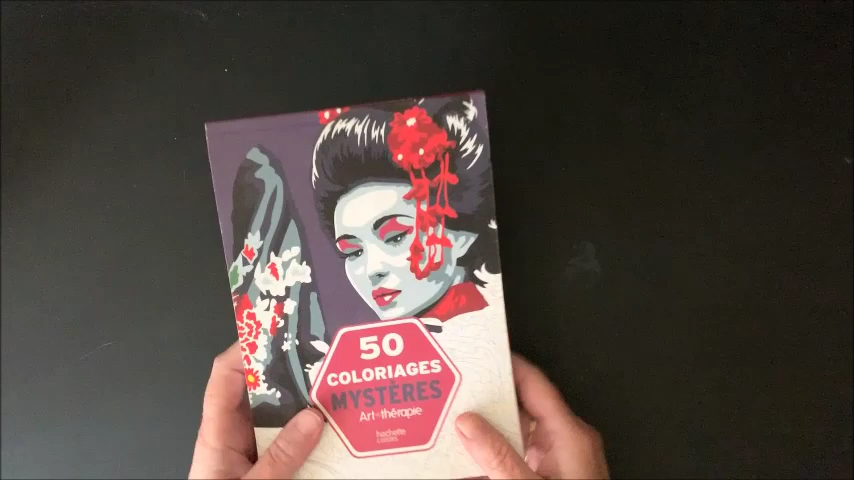 50
COLORIAGES
MYSTÈRES
Art-thérapie
hachette